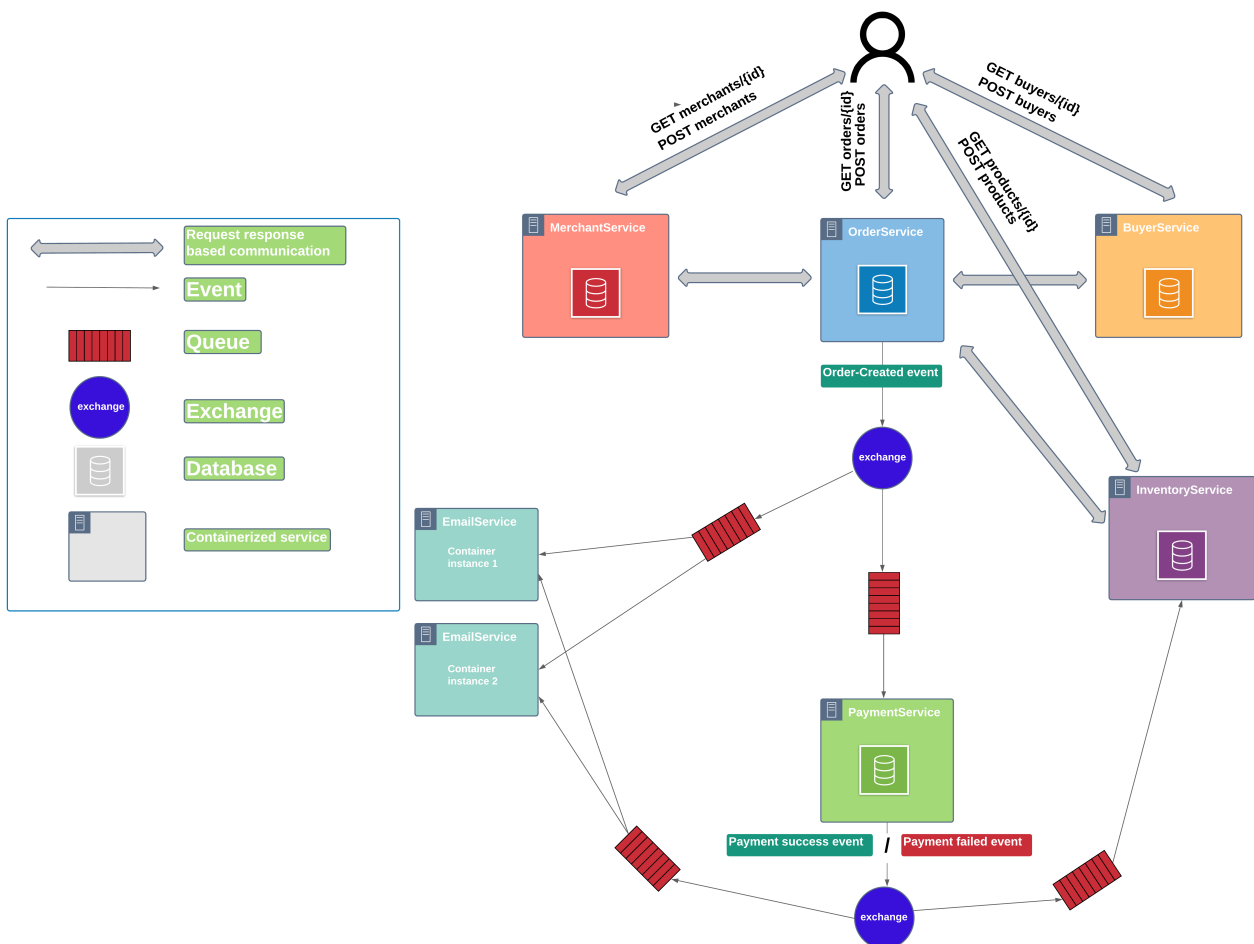 GET merchants/{id}
POST merchants
GET orders/{id}
POST orders
GET products/{id}
POST products
GET buyers/{id}
POST buyers
Request response
based communication
Event
Queue
exchange
Exchange
Database
Containerized service
MerchantService
OrderService
BuyerService
Order-Created event
exchange
InventoryService
EmailService
Container
instance 1
EmailService
Container
instance 2
PaymentService
Payment success event
/
Payment failed event
exchange